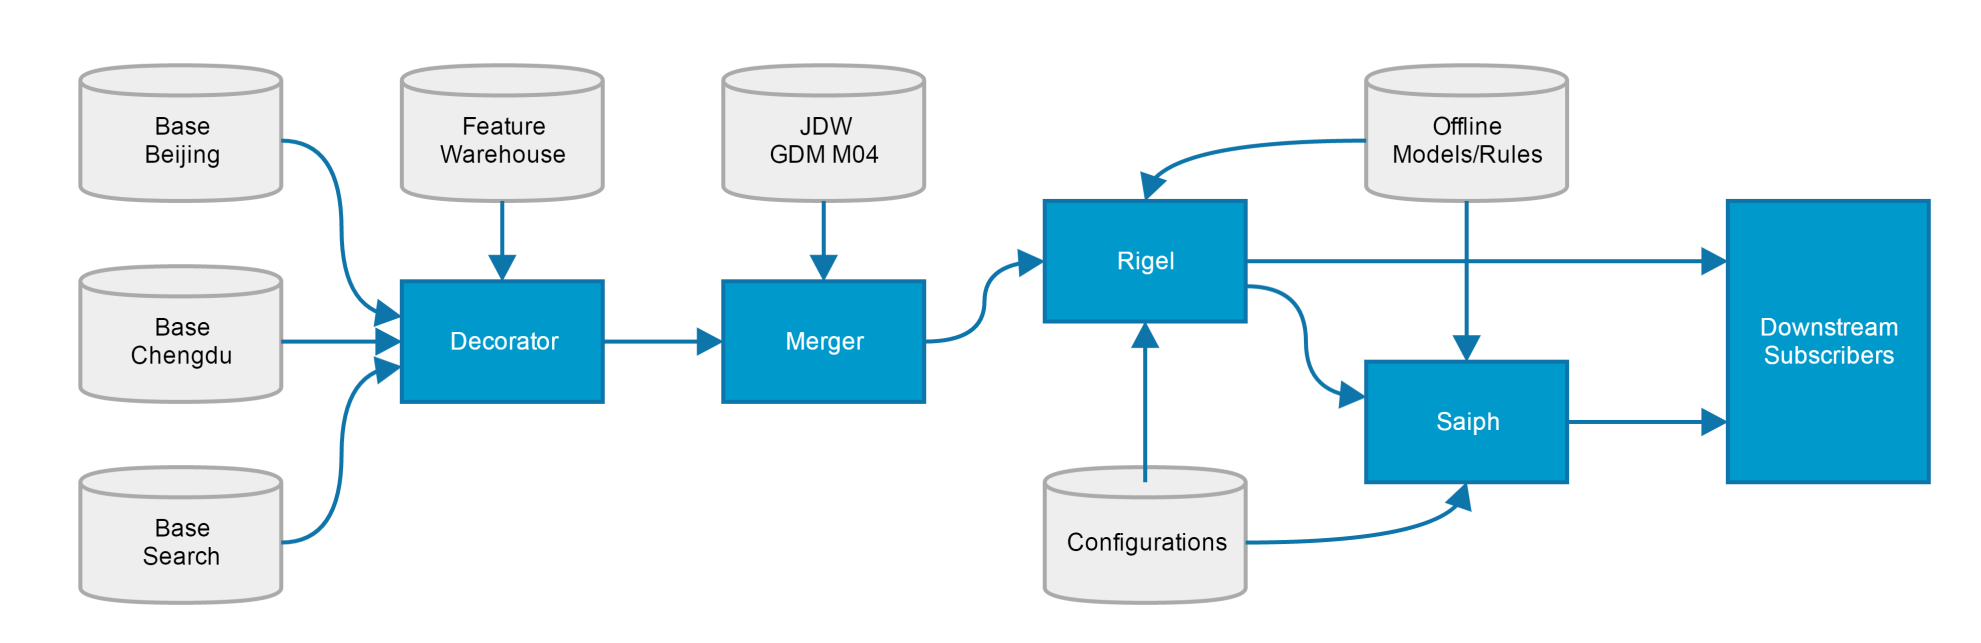 Base
Beijing
Feature
Warehouse
JDW
GDM M04
Offline
Models/Rules
Rigel
Base
Chengdu
Decorator
Merger
Downstream
Subscribers
Saiph
Base
Search
Configurations